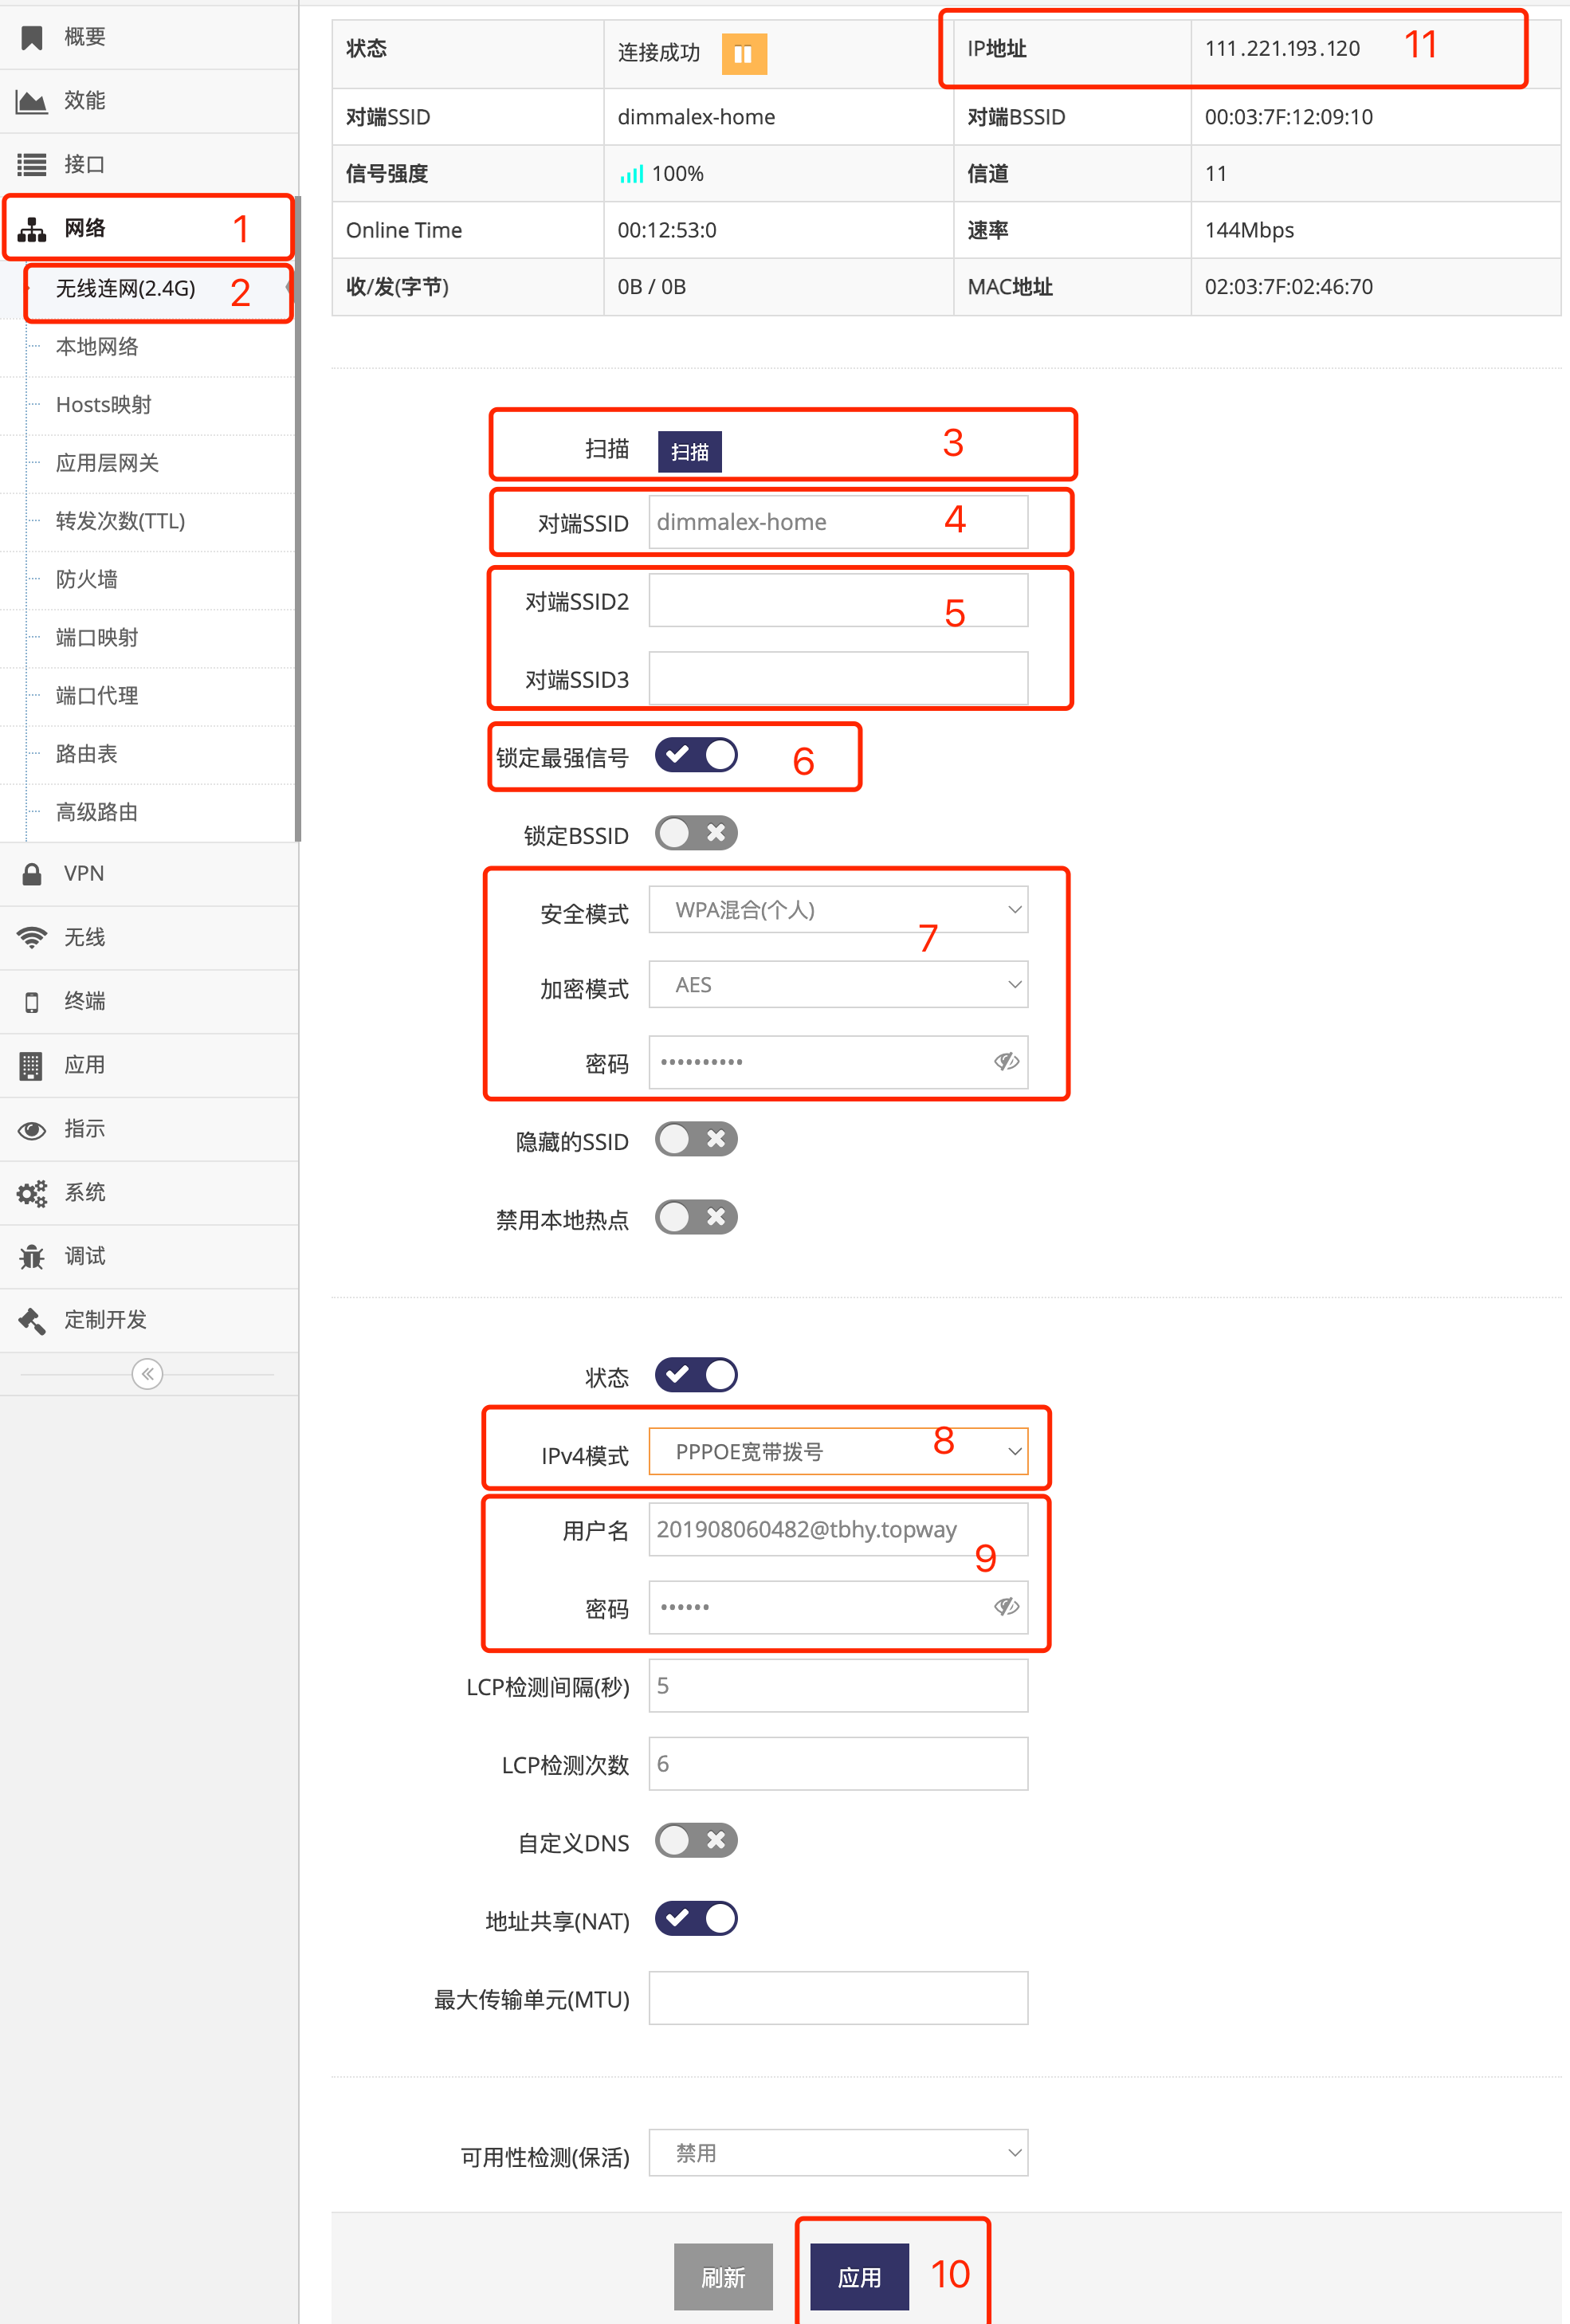 概要
效能
接口
网络 1
无线连网(2.4G) 2
本地网络
Hosts映射
应用层网关
转发次数(TTL)
防火墙
端口映射
端口代理
路由表
高级路由
VPN
无线
终端
应用
指示
系统
调试
定制开发
状态 连接成功 IP地址 111.221.193.120 11
对端SSID dimmalex-home 对端BSSID 00:03:7F:12:09:10
信号强度 100% 信道 11
Online Time 00:12:53:0 速率 144Mbps
收/发(字节) 0B / 0B MAC地址 02:03:7F:02:46:70
扫描 扫描 3
对端SSID dimmalex-home 4
对端SSID2 5
对端SSID3
锁定最强信号 6
锁定BSSID
安全模式 WPA混合(个人) 7
加密模式 AES
密码 ••••••••••
隐藏的SSID
禁用本地热点
状态
IPv4模式 PPPOE宽带拨号 8
用户名 201908060482@tbhy.topway 9
密码 ••••••
LCP检测间隔(秒) 5
LCP检测次数 6
自定义DNS
地址共享(NAT)
最大传输单元(MTU)
可用性检测(保活) 禁用
刷新 应用 10